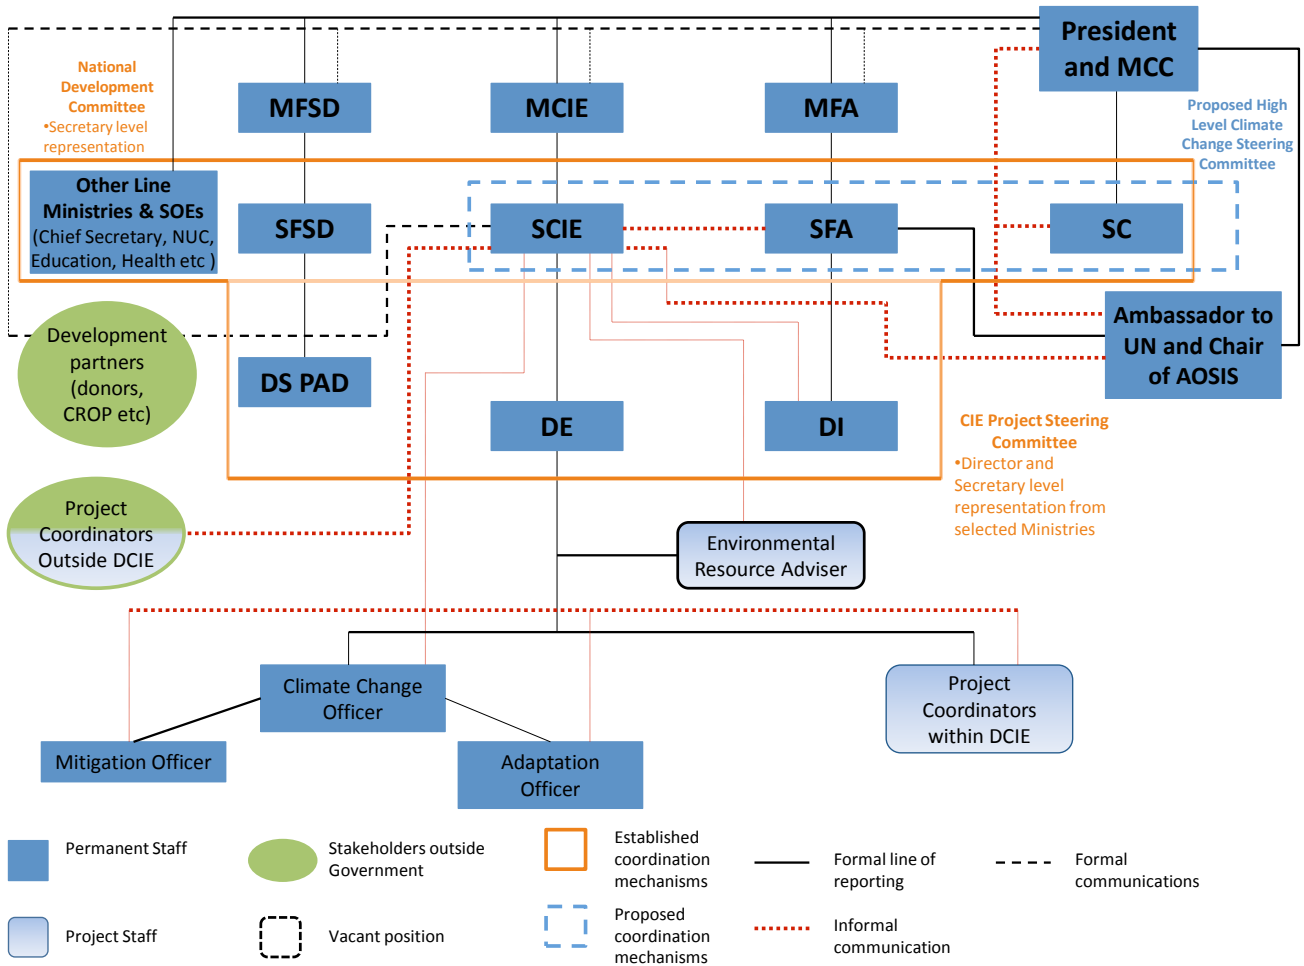 President
and MCC
National
Development
Committee
•Secretary level
representation
MFSD
MCIE
MFA
Proposed High
Level Climate
Change Steering
Committee
Other Line
Ministries & SOEs
(Chief Secretary, NUC,
Education, Health etc )
SFSD
SCIE
SFA
SC
Development
partners
(donors,
CROP etc)
Ambassador to
UN and Chair
of AOSIS
DS PAD
DE
DI
CIE Project Steering
Committee
•Director and
Secretary level
representation from
selected Ministries
Project
Coordinators
Outside DCIE
Environmental
Resource Adviser
Climate Change
Officer
Project
Coordinators
within DCIE
Mitigation Officer
Adaptation
Officer
Permanent Staff
Stakeholders outside
Government
Established
coordination
mechanisms
Formal line of
reporting
Formal
communications
Project Staff
Vacant position
Proposed
coordination
mechanisms
Informal
communication